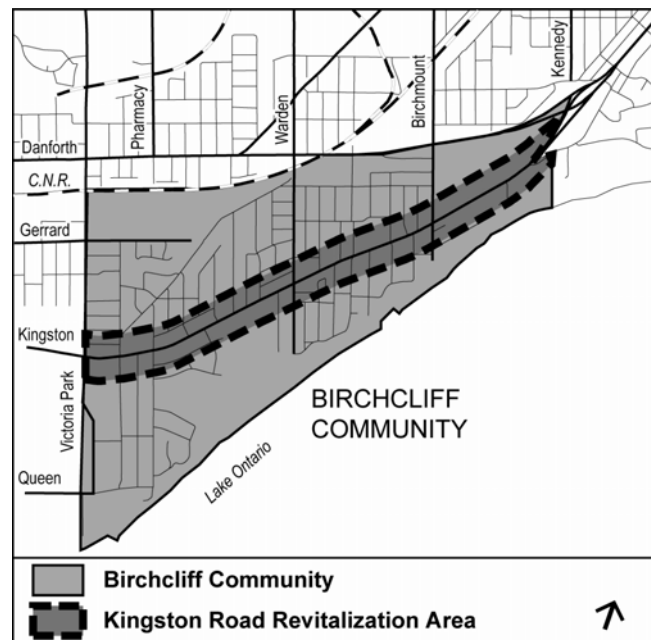 Kennedy
Birchmount
Pharmacy
Warden
Danforth
C.N.R.
Gerrard
Kingston
Victoria Park
BIRCHCLIFF
COMMUNITY
Lake Ontario
Queen
Birchcliff Community
Kingston Road Revitalization Area